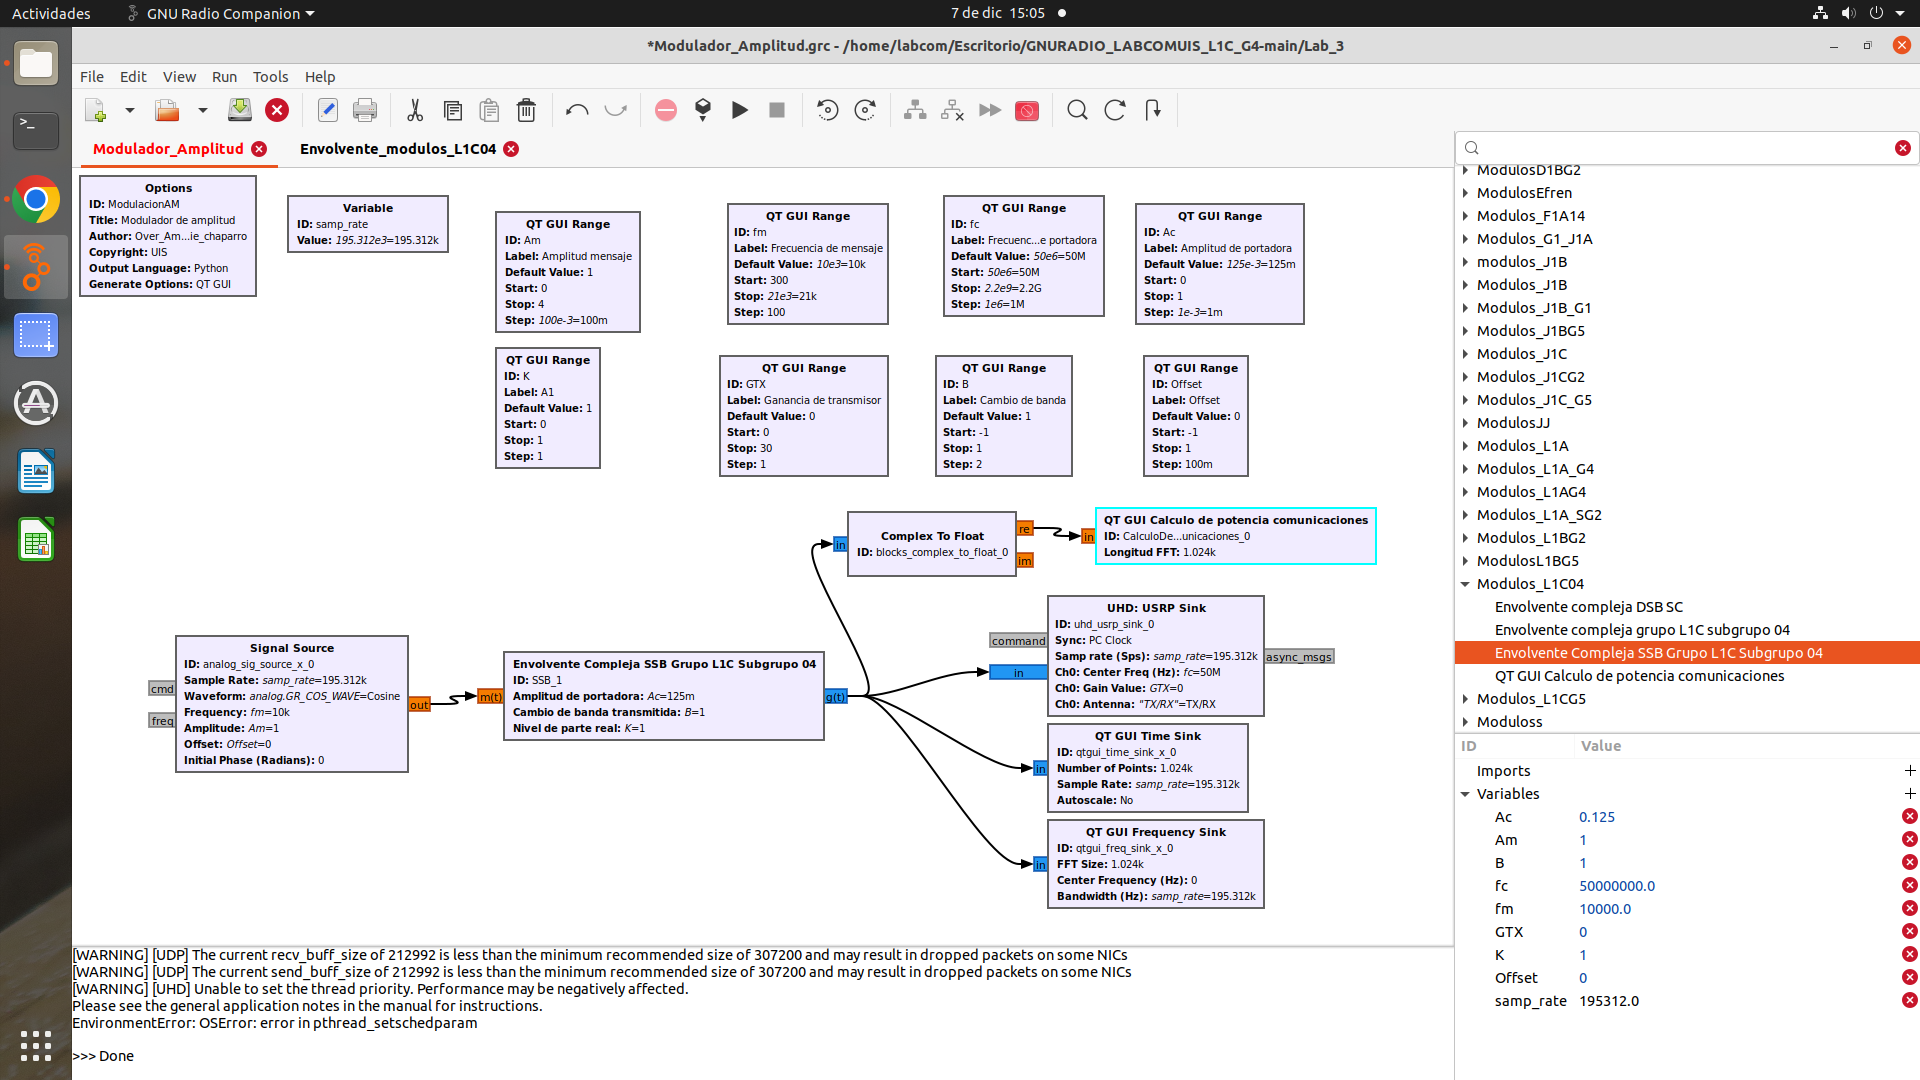 Actividades
GNU Radio Companion
7 de dic 15:05
*Modulador_Amplitud.grc - /home/labcom/Escritorio/GNURADIO_LABCOMUIS_L1C_G4-main/Lab_3
File Edit View Run Tools Help
Modulador_Amplitud
Envolvente_modulos_L1C04
Options
ID: ModulacionAM
Title: Modulador de amplitud
Author: Over_Am...ie_chaparro
Copyright: UIS
Output Language: Python
Generate Options: QT GUI
Variable
ID: samp_rate
Value: 195.312e3=195.312k
QT GUI Range
ID: Am
Label: Amplitud mensaje
Default Value: 1
Start: 0
Stop: 4
Step: 100e-3=100m
QT GUI Range
ID: fm
Label: Frecuencia de mensaje
Default Value: 10e3=10k
Start: 300
Stop: 21e3=21k
Step: 100
QT GUI Range
ID: fc
Label: Frecuenc...e portadora
Default Value: 50e6=50M
Start: 50e6=50M
Stop: 2.2e9=2.2G
Step: 1e6=1M
QT GUI Range
ID: Ac
Label: Amplitud de portadora
Default Value: 125e-3=125m
Start: 0
Stop: 1
Step: 1e-3=1m
QT GUI Range
ID: K
Label: A1
Default Value: 1
Start: 0
Stop: 1
Step: 1
QT GUI Range
ID: GTX
Label: Ganancia de transmisor
Default Value: 0
Start: 0
Stop: 30
Step: 1
QT GUI Range
ID: B
Label: Cambio de banda
Default Value: 1
Start: -1
Stop: 1
Step: 2
QT GUI Range
ID: Offset
Label: Offset
Default Value: 0
Start: -1
Stop: 1
Step: 100m
in
Complex To Float
ID: blocks_complex_to_float_0
re
im
in
QT GUI Calculo de potencia comunicaciones
ID: CalculoDe...unicaciones_0
Longitud FFT: 1.024k
cmd
freq
Signal Source
ID: analog_sig_source_x_0
Sample Rate: samp_rate=195.312k
Waveform: analog.GR_COS_WAVE=Cosine
Frequency: fm=10k
Amplitude: Am=1
Offset: Offset=0
Initial Phase (Radians): 0
out
m(t)
Envolvente Compleja SSB Grupo L1C Subgrupo 04
ID: SSB_1
Amplitud de portadora: Ac=125m
Cambio de banda transmitida: B=1
Nivel de parte real: K=1
g(t)
command
in
UHD: USRP Sink
ID: uhd_usrp_sink_0
Sync: PC Clock
Samp rate (Sps): samp_rate=195.312k
Ch0: Center Freq (Hz): fc=50M
Ch0: Gain Value: GTX=0
Ch0: Antenna: "TX/RX"=TX/RX
async_msgs
in
QT GUI Time Sink
ID: qtgui_time_sink_x_0
Number of Points: 1.024k
Sample Rate: samp_rate=195.312k
Autoscale: No
in
QT GUI Frequency Sink
ID: qtgui_freq_sink_x_0
FFT Size: 1.024k
Center Frequency (Hz): 0
Bandwidth (Hz): samp_rate=195.312k
[WARNING] [UDP] The current recv_buff_size of 212992 is less than the minimum recommended size of 307200 and may result in dropped packets on some NICs
[WARNING] [UDP] The current send_buff_size of 212992 is less than the minimum recommended size of 307200 and may result in dropped packets on some NICs
[WARNING] [UHD] Unable to set the thread priority. Performance may be negatively affected.
Please see the general application notes in the manual for instructions.
EnvironmentError: OSError: error in pthread_setschedparam
>>> Done
ModulosD1BG2
ModulosEfren
Modulos_F1A14
Modulos_G1_J1A
modulos_J1B
Modulos_J1B
Modulos_J1B_G1
Modulos_J1BG5
Modulos_J1C
Modulos_J1CG2
Modulos_J1C_G5
ModulosJJ
Modulos_L1A
Modulos_L1A_G4
Modulos_L1AG4
Modulos_L1A_SG2
Modulos_L1BG2
ModulosL1BG5
Modulos_L1C04
Envolvente compleja DSB SC
Envolvente compleja grupo L1C subgrupo 04
Envolvente Compleja SSB Grupo L1C Subgrupo 04
QT GUI Calculo de potencia comunicaciones
Modulos_L1CG5
Moduloss
ID Value
Imports
Variables
Ac 0.125
Am 1
B 1
fc 50000000.0
fm 10000.0
GTX 0
K 1
Offset 0
samp_rate 195312.0